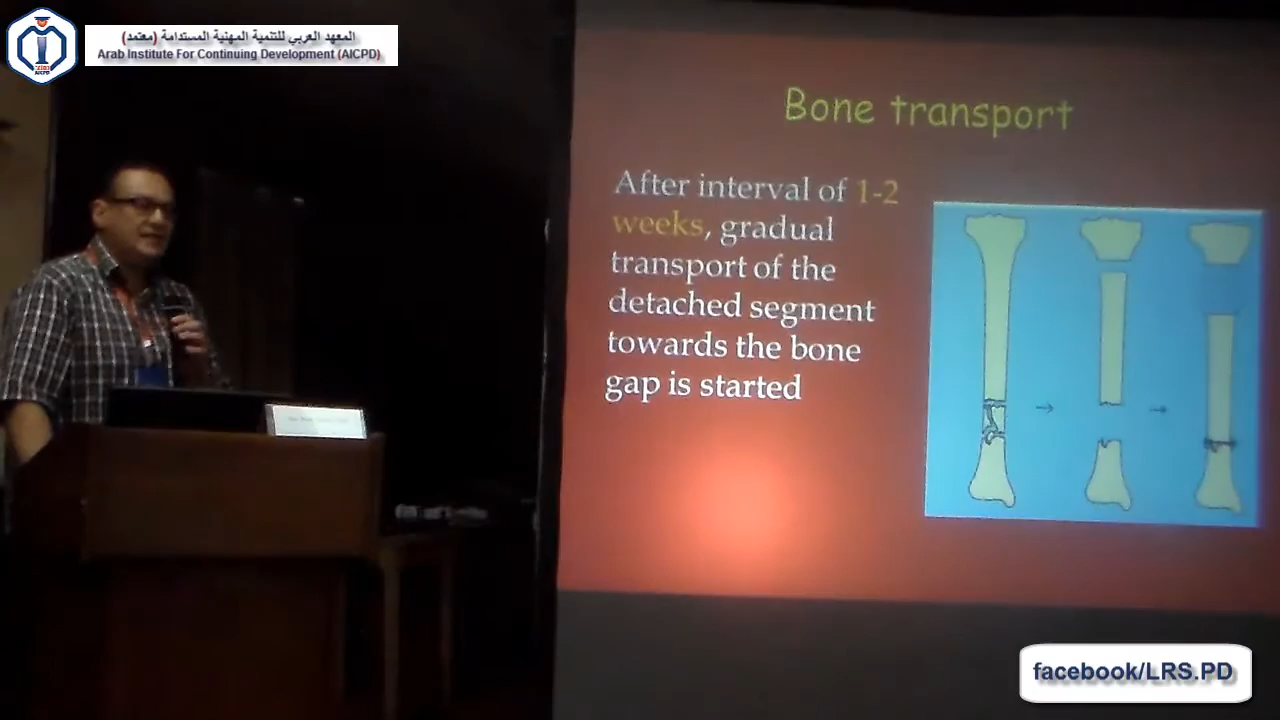 المعهد العربي للتنمية المهنية المستدامة (معتمد)
Arab Institute For Continuing Development (AICPD)
AICPD
Bone transport
After interval of 1-2
weeks, gradual
transport of the
detached segment
towards the bone
gap is started
facebook/LRS.PD